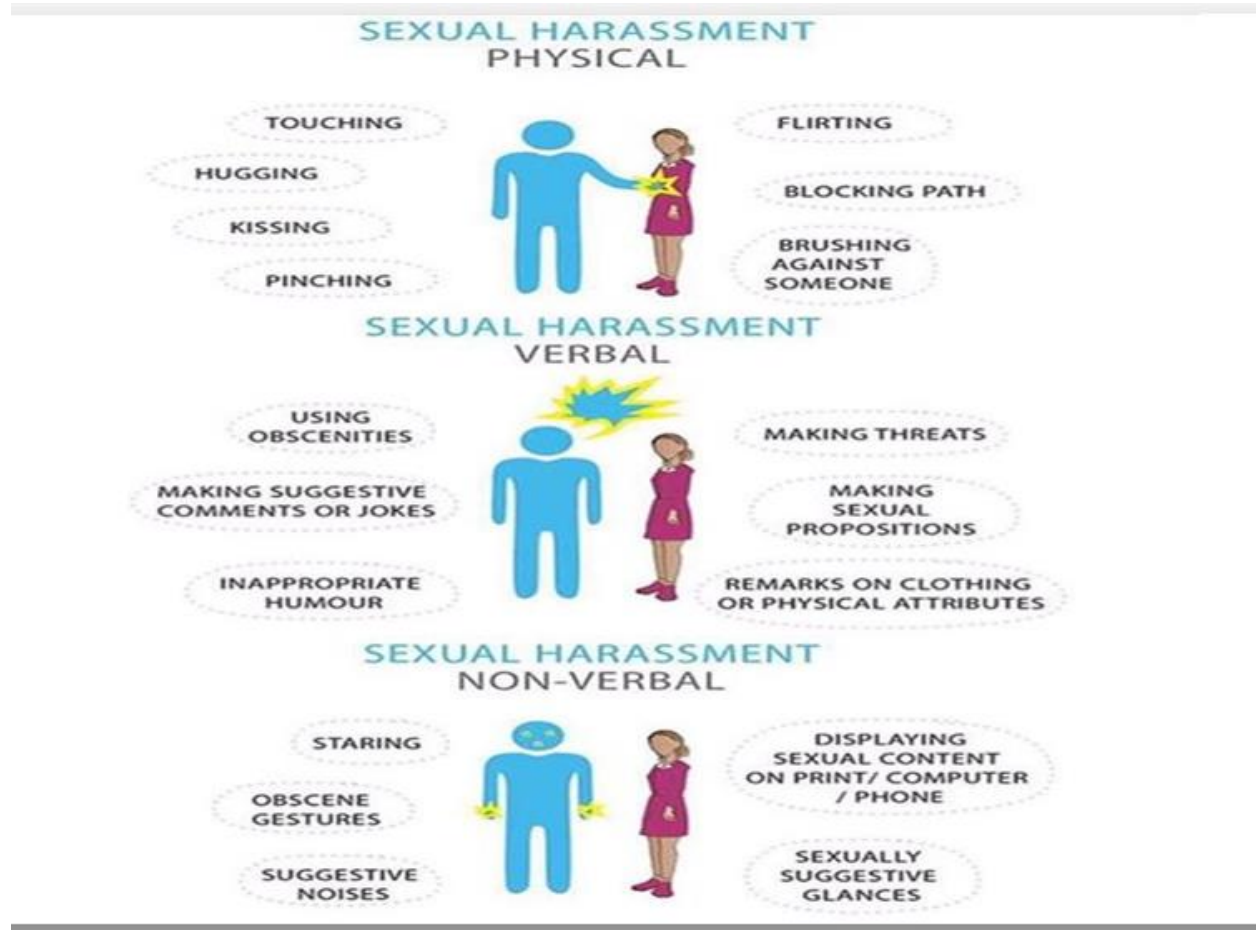 SEXUAL HARASSMENT
PHYSICAL
TOUCHING
HUGGING
KISSING
PINCHING
FLIRTING
BLOCKING PATH
BRUSHING
AGAINST
SOMEONE
SEXUAL HARASSMENT
VERBAL
USING
OBSCENITIES
MAKING SUGGESTIVE
COMMENTS OR JOKES
INAPPROPRIATE
HUMOUR
MAKING THREATS
MAKING
SEXUAL
PROPOSITIONS
REMARKS ON CLOTHING
OR PHYSICAL ATTRIBUTES
SEXUAL HARASSMENT
NON-VERBAL
STARING
OBSCENE
GESTURES
SUGGESTIVE
NOISES
DISPLAYING
SEXUAL CONTENT
ON PRINT/ COMPUTER
/ PHONE
SEXUALLY
SUGGESTIVE
GLANCES